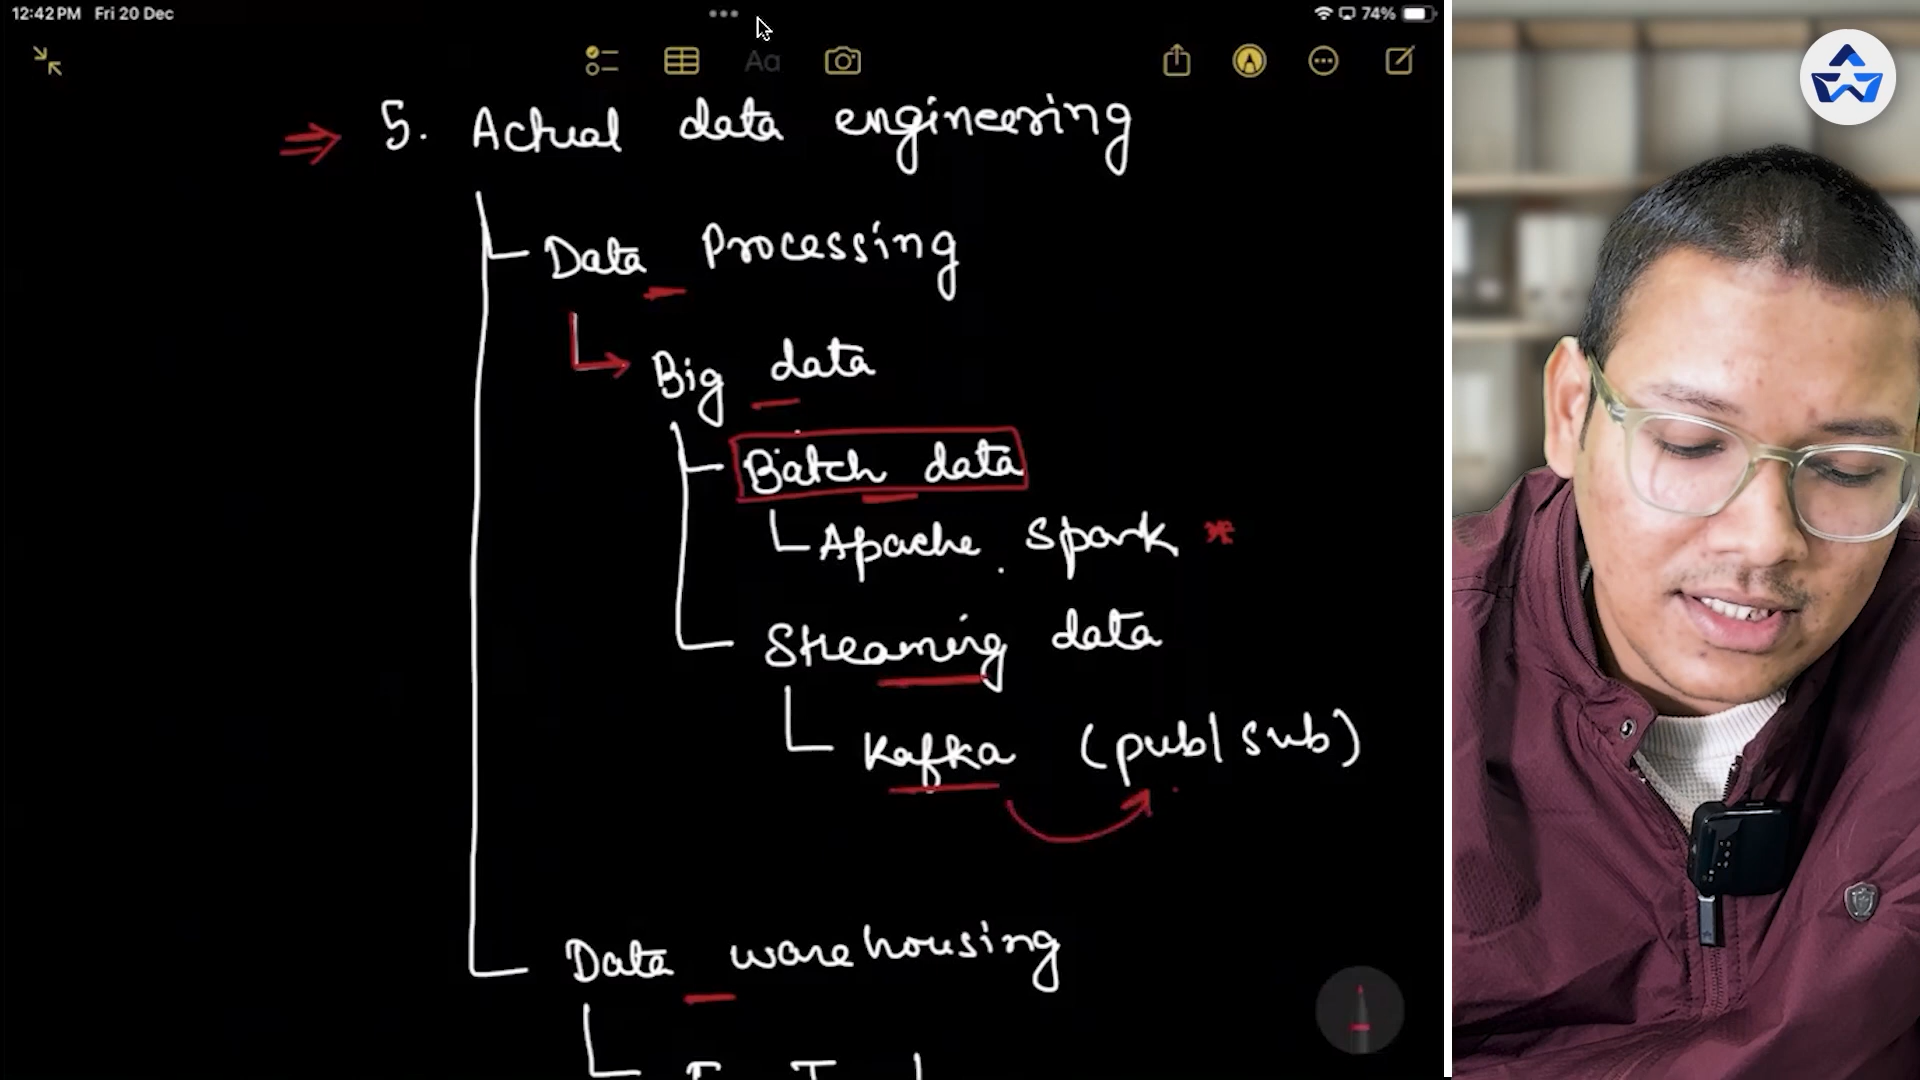 12:42 PM Fri 20 Dec
74%
Aa
5. Actual data engineering
Data Processing
Big data
Batch data
Apache Spark *
Streaming data
Kafka (pub/sub)
Data warehousing